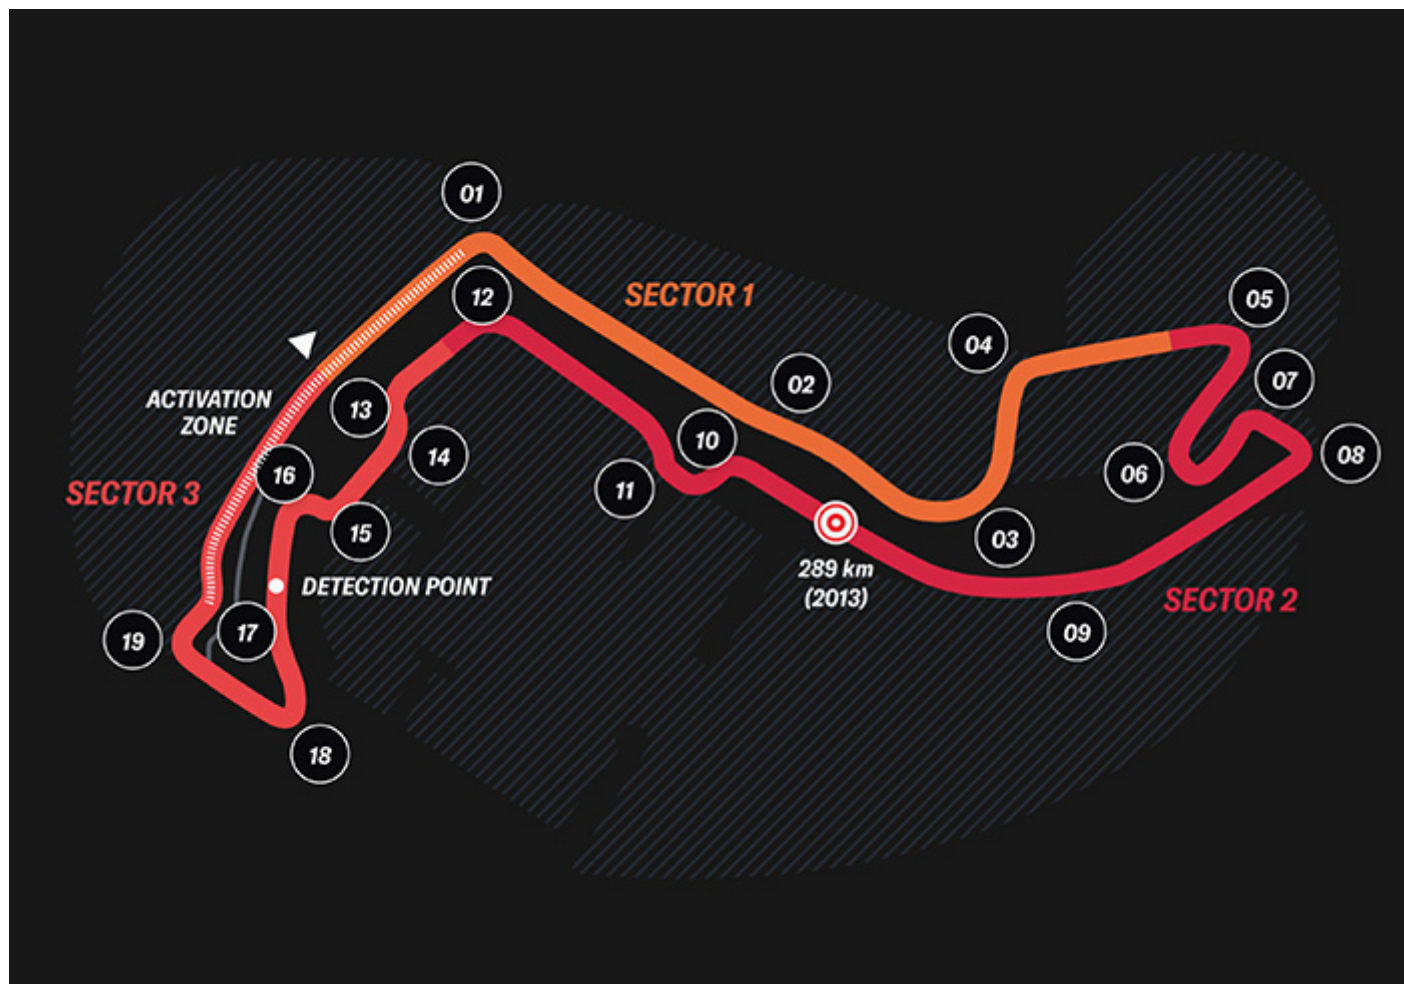 01
12
SECTOR 1
05
04
02
07
ACTIVATION
ZONE
13
10
14
08
16
06
11
SECTOR 3
15
03
289 km
(2013)
DETECTION POINT
SECTOR 2
19
17
09
18